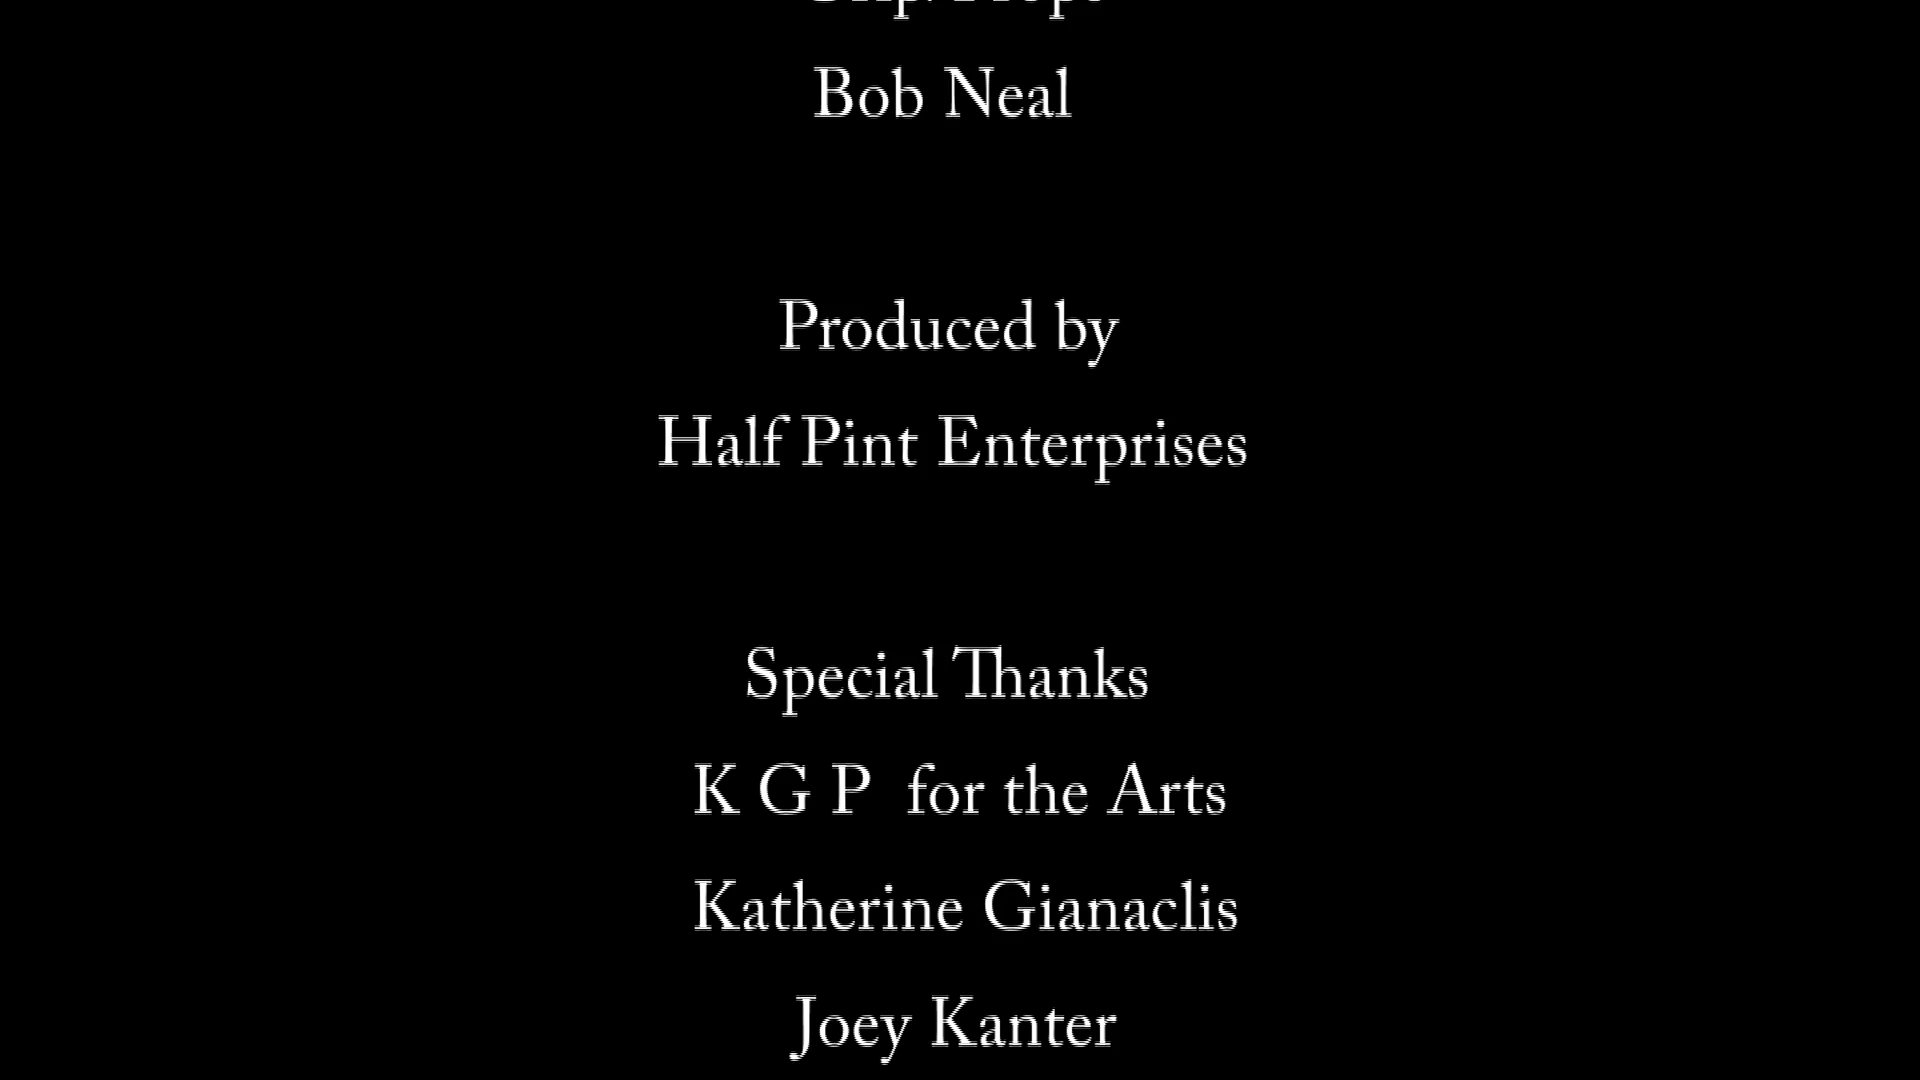 Bob Neal
Produced by
Half Pint Enterprises
Special Thanks
K G P  for the Arts
Katherine Gianaclis
Joey Kanter